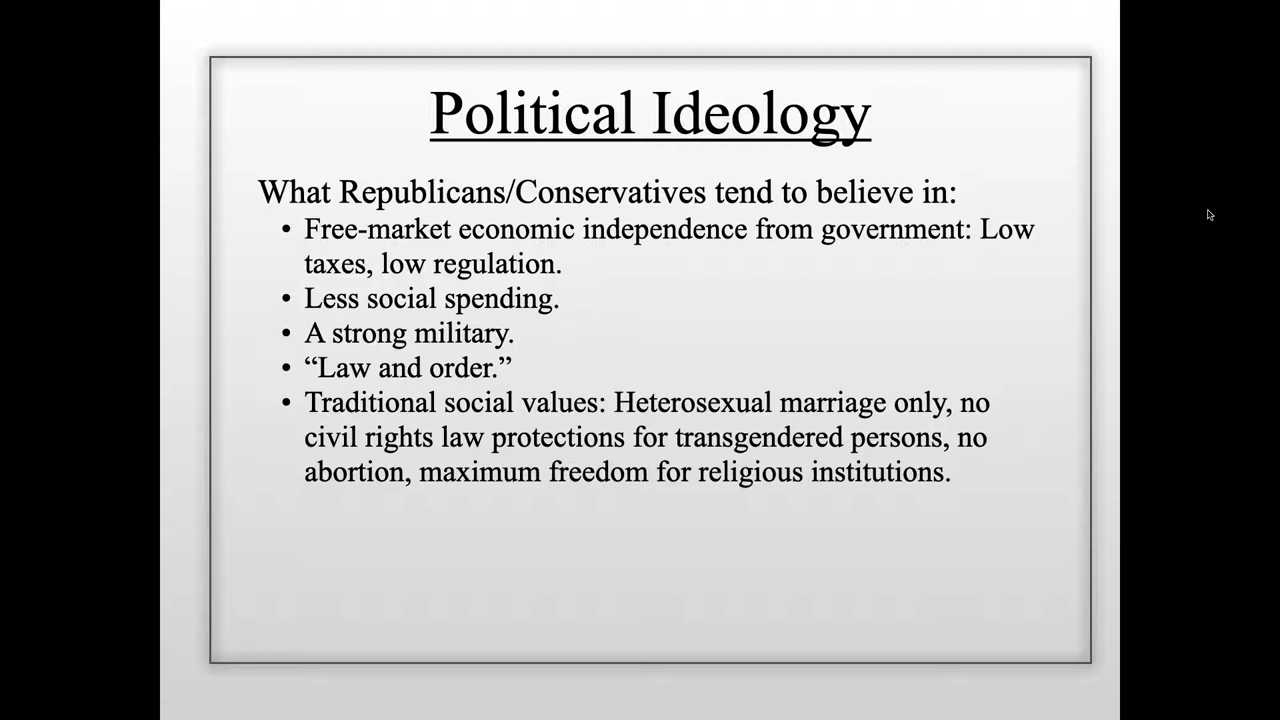 Political Ideology
What Republicans/Conservatives tend to believe in:
• Free-market economic independence from government: Low
taxes, low regulation.
• Less social spending.
• A strong military.
• “Law and order.”
• Traditional social values: Heterosexual marriage only, no
civil rights law protections for transgendered persons, no
abortion, maximum freedom for religious institutions.